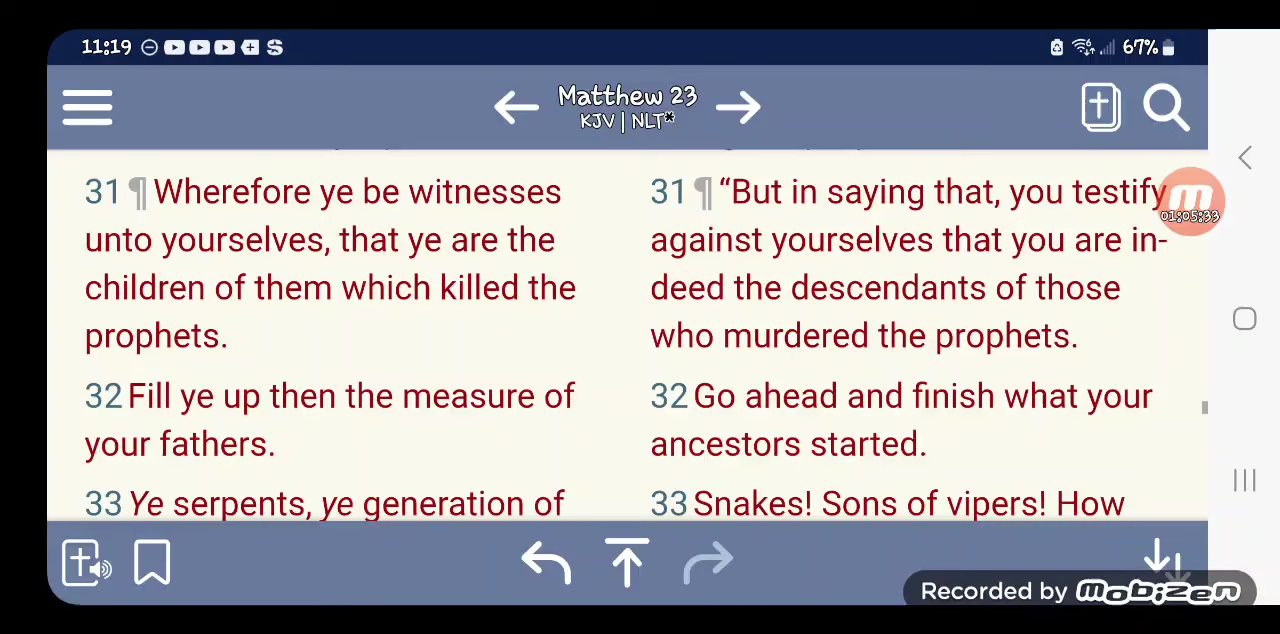 11:19
67%
Matthew 23
KJV | NLT*
31 ¶ Wherefore ye be witnesses
unto yourselves, that ye are the
children of them which killed the
prophets.
32 Fill ye up then the measure of
your fathers.
33 Ye serpents, ye generation of
31 ¶ “But in saying that, you testify
against yourselves that you are in-
deed the descendants of those
who murdered the prophets.
32 Go ahead and finish what your
ancestors started.
33 Snakes! Sons of vipers! How
01:05:33
Recorded by mobizen